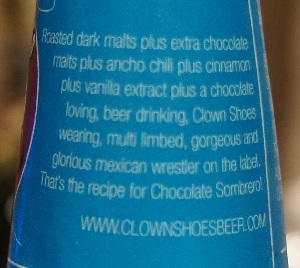 Roasted dark malts plus extra chocolate
malts plus ancho chili plus cinnamon
plus vanilla extract plus a chocolate
loving, beer drinking, Clown Shoes
wearing, multi limbed, gorgeous and
glorious mexican wrestler on the label.
That's the recipe for Chocolate Sombrero!
WWW.CLOWNSHOESBEER.COM